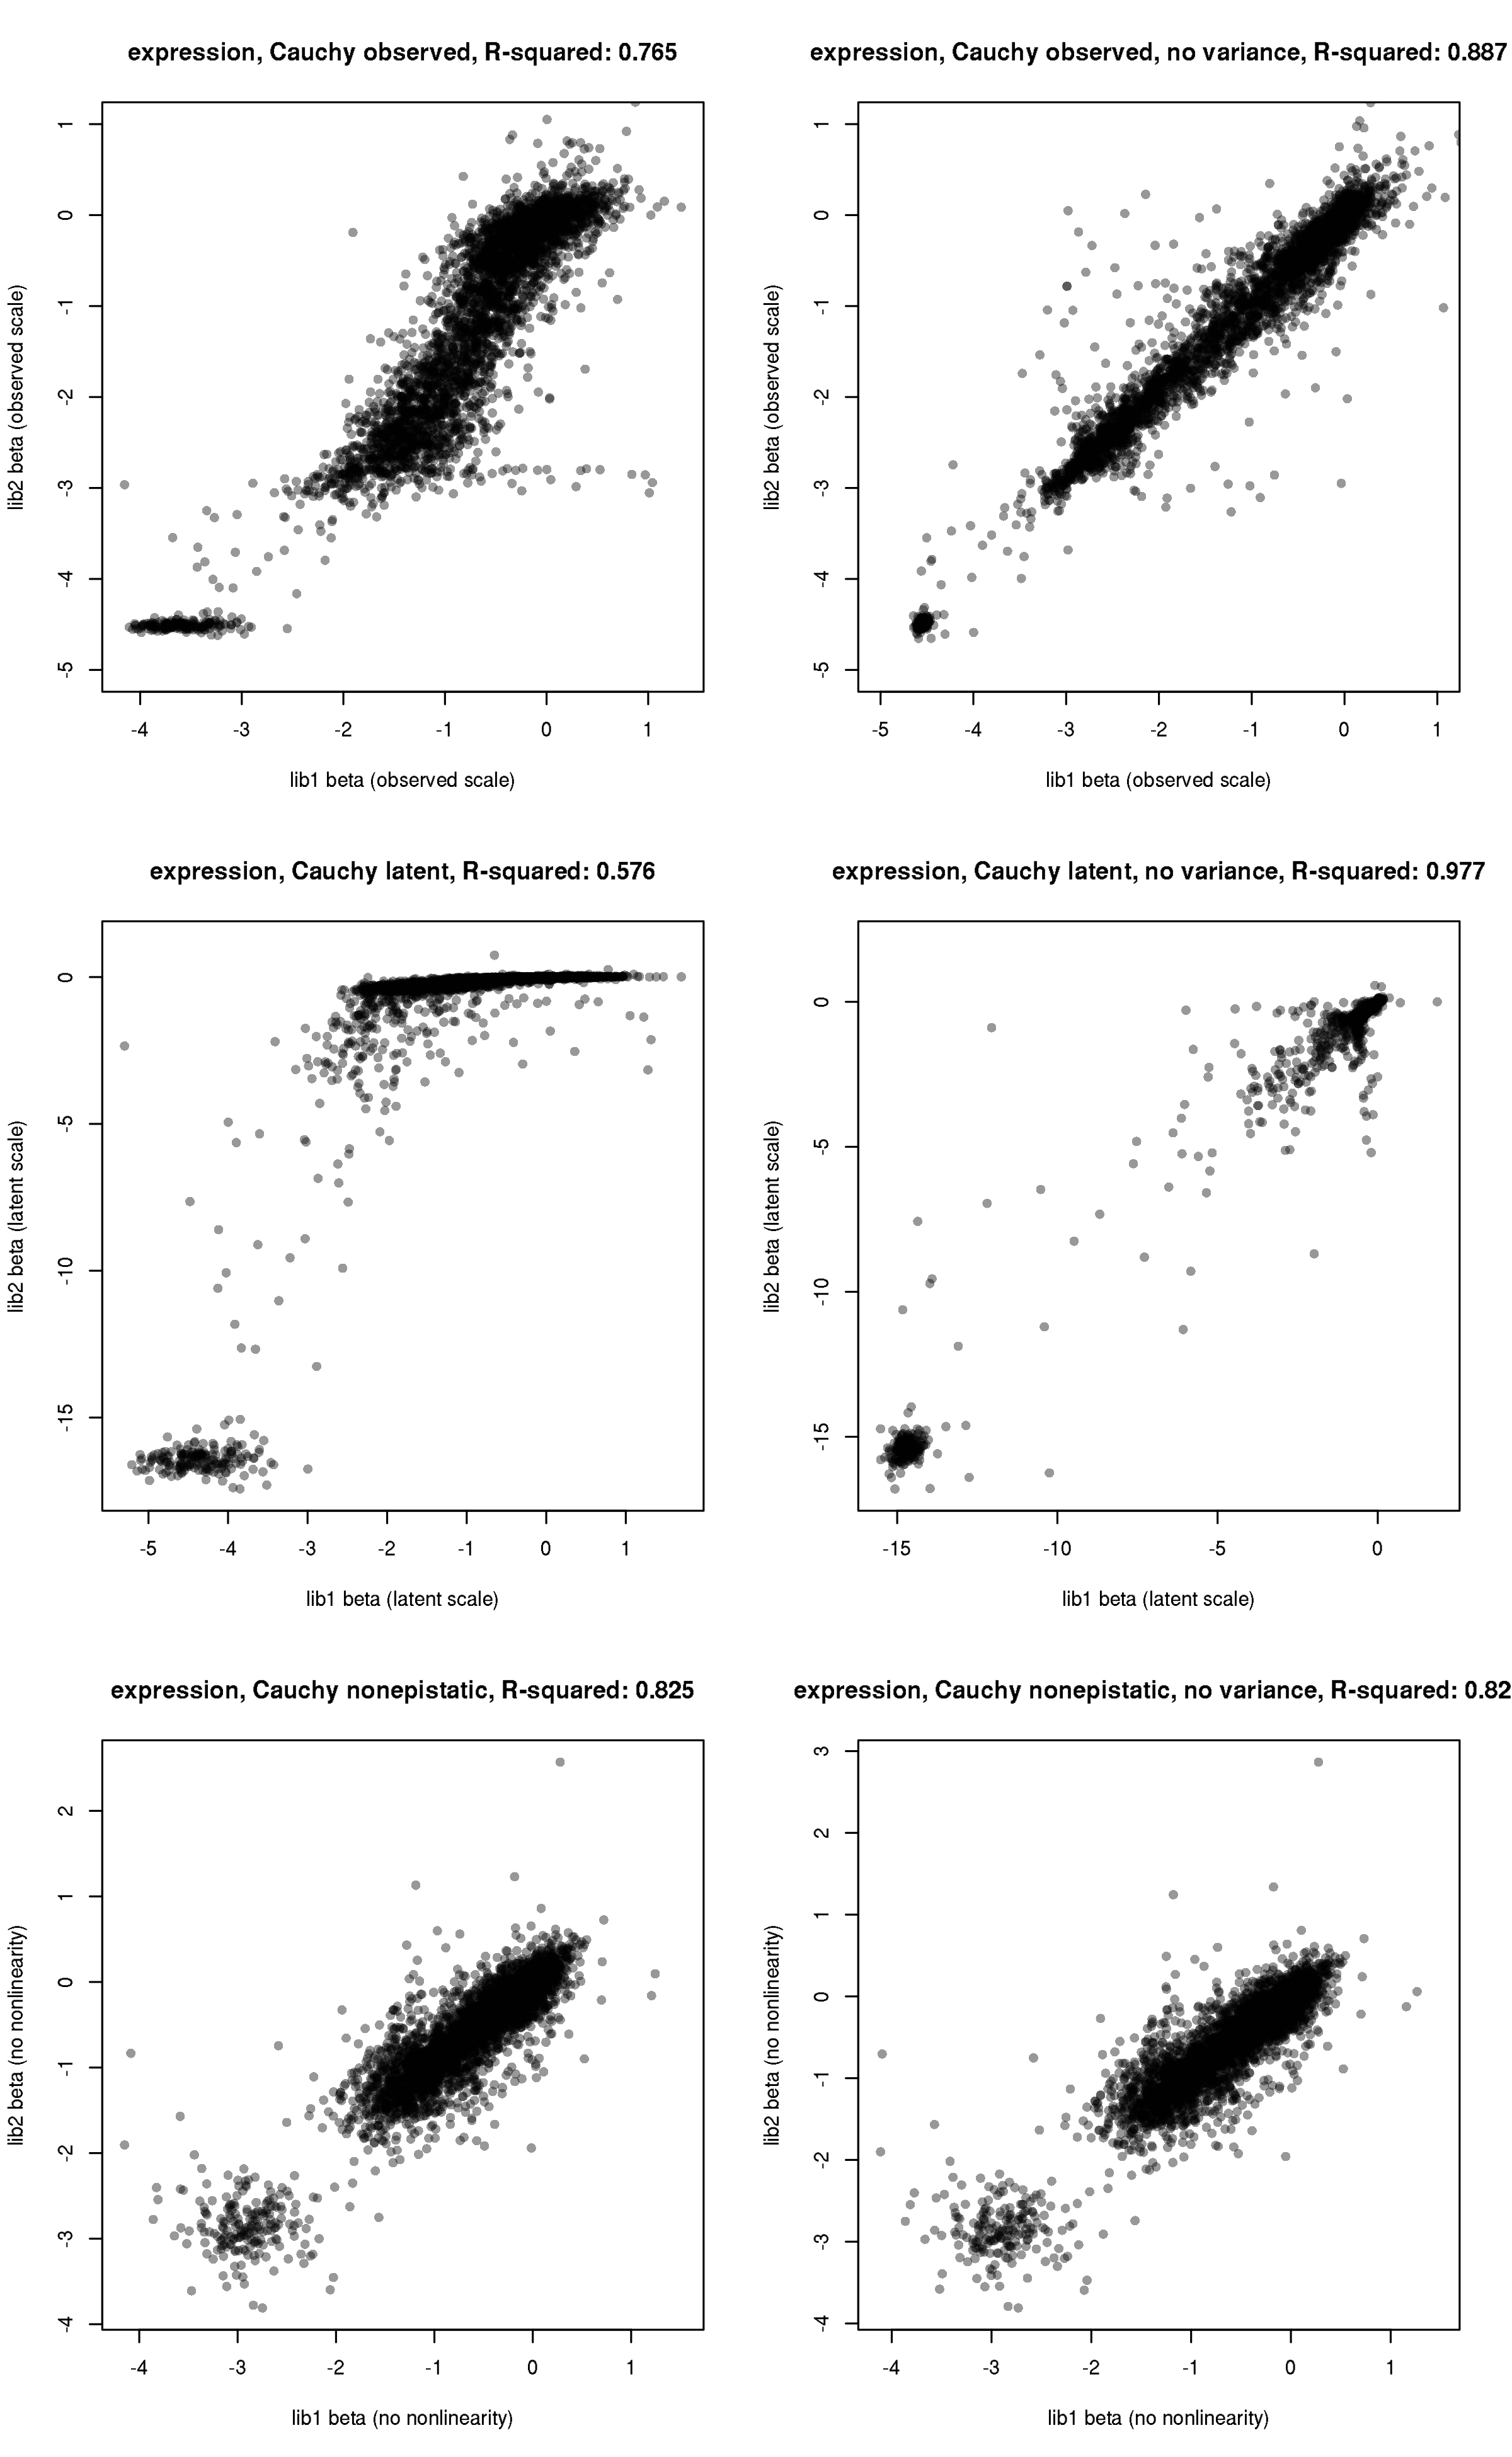 expression, Cauchy observed, R-squared: 0.765
1
0
-1
-2
-3
-4
-5
lib2 beta (observed scale)
-4 -3 -2 -1 0 1
lib1 beta (observed scale)
expression, Cauchy observed, no variance, R-squared: 0.887
1
0
-1
-2
-3
-4
-5
lib2 beta (observed scale)
-5 -4 -3 -2 -1 0 1
lib1 beta (observed scale)
expression, Cauchy latent, R-squared: 0.576
0
-5
-10
-15
lib2 beta (latent scale)
-5 -4 -3 -2 -1 0 1
lib1 beta (latent scale)
expression, Cauchy latent, no variance, R-squared: 0.977
0
-5
-10
-15
lib2 beta (latent scale)
-15 -10 -5 0
lib1 beta (latent scale)
expression, Cauchy nonepistatic, R-squared: 0.825
2
1
0
-1
-2
-3
-4
lib2 beta (no nonlinearity)
-4 -3 -2 -1 0 1
lib1 beta (no nonlinearity)
expression, Cauchy nonepistatic, no variance, R-squared: 0.82
3
2
1
0
-1
-2
-3
-4
lib2 beta (no nonlinearity)
-4 -3 -2 -1 0 1
lib1 beta (no nonlinearity)